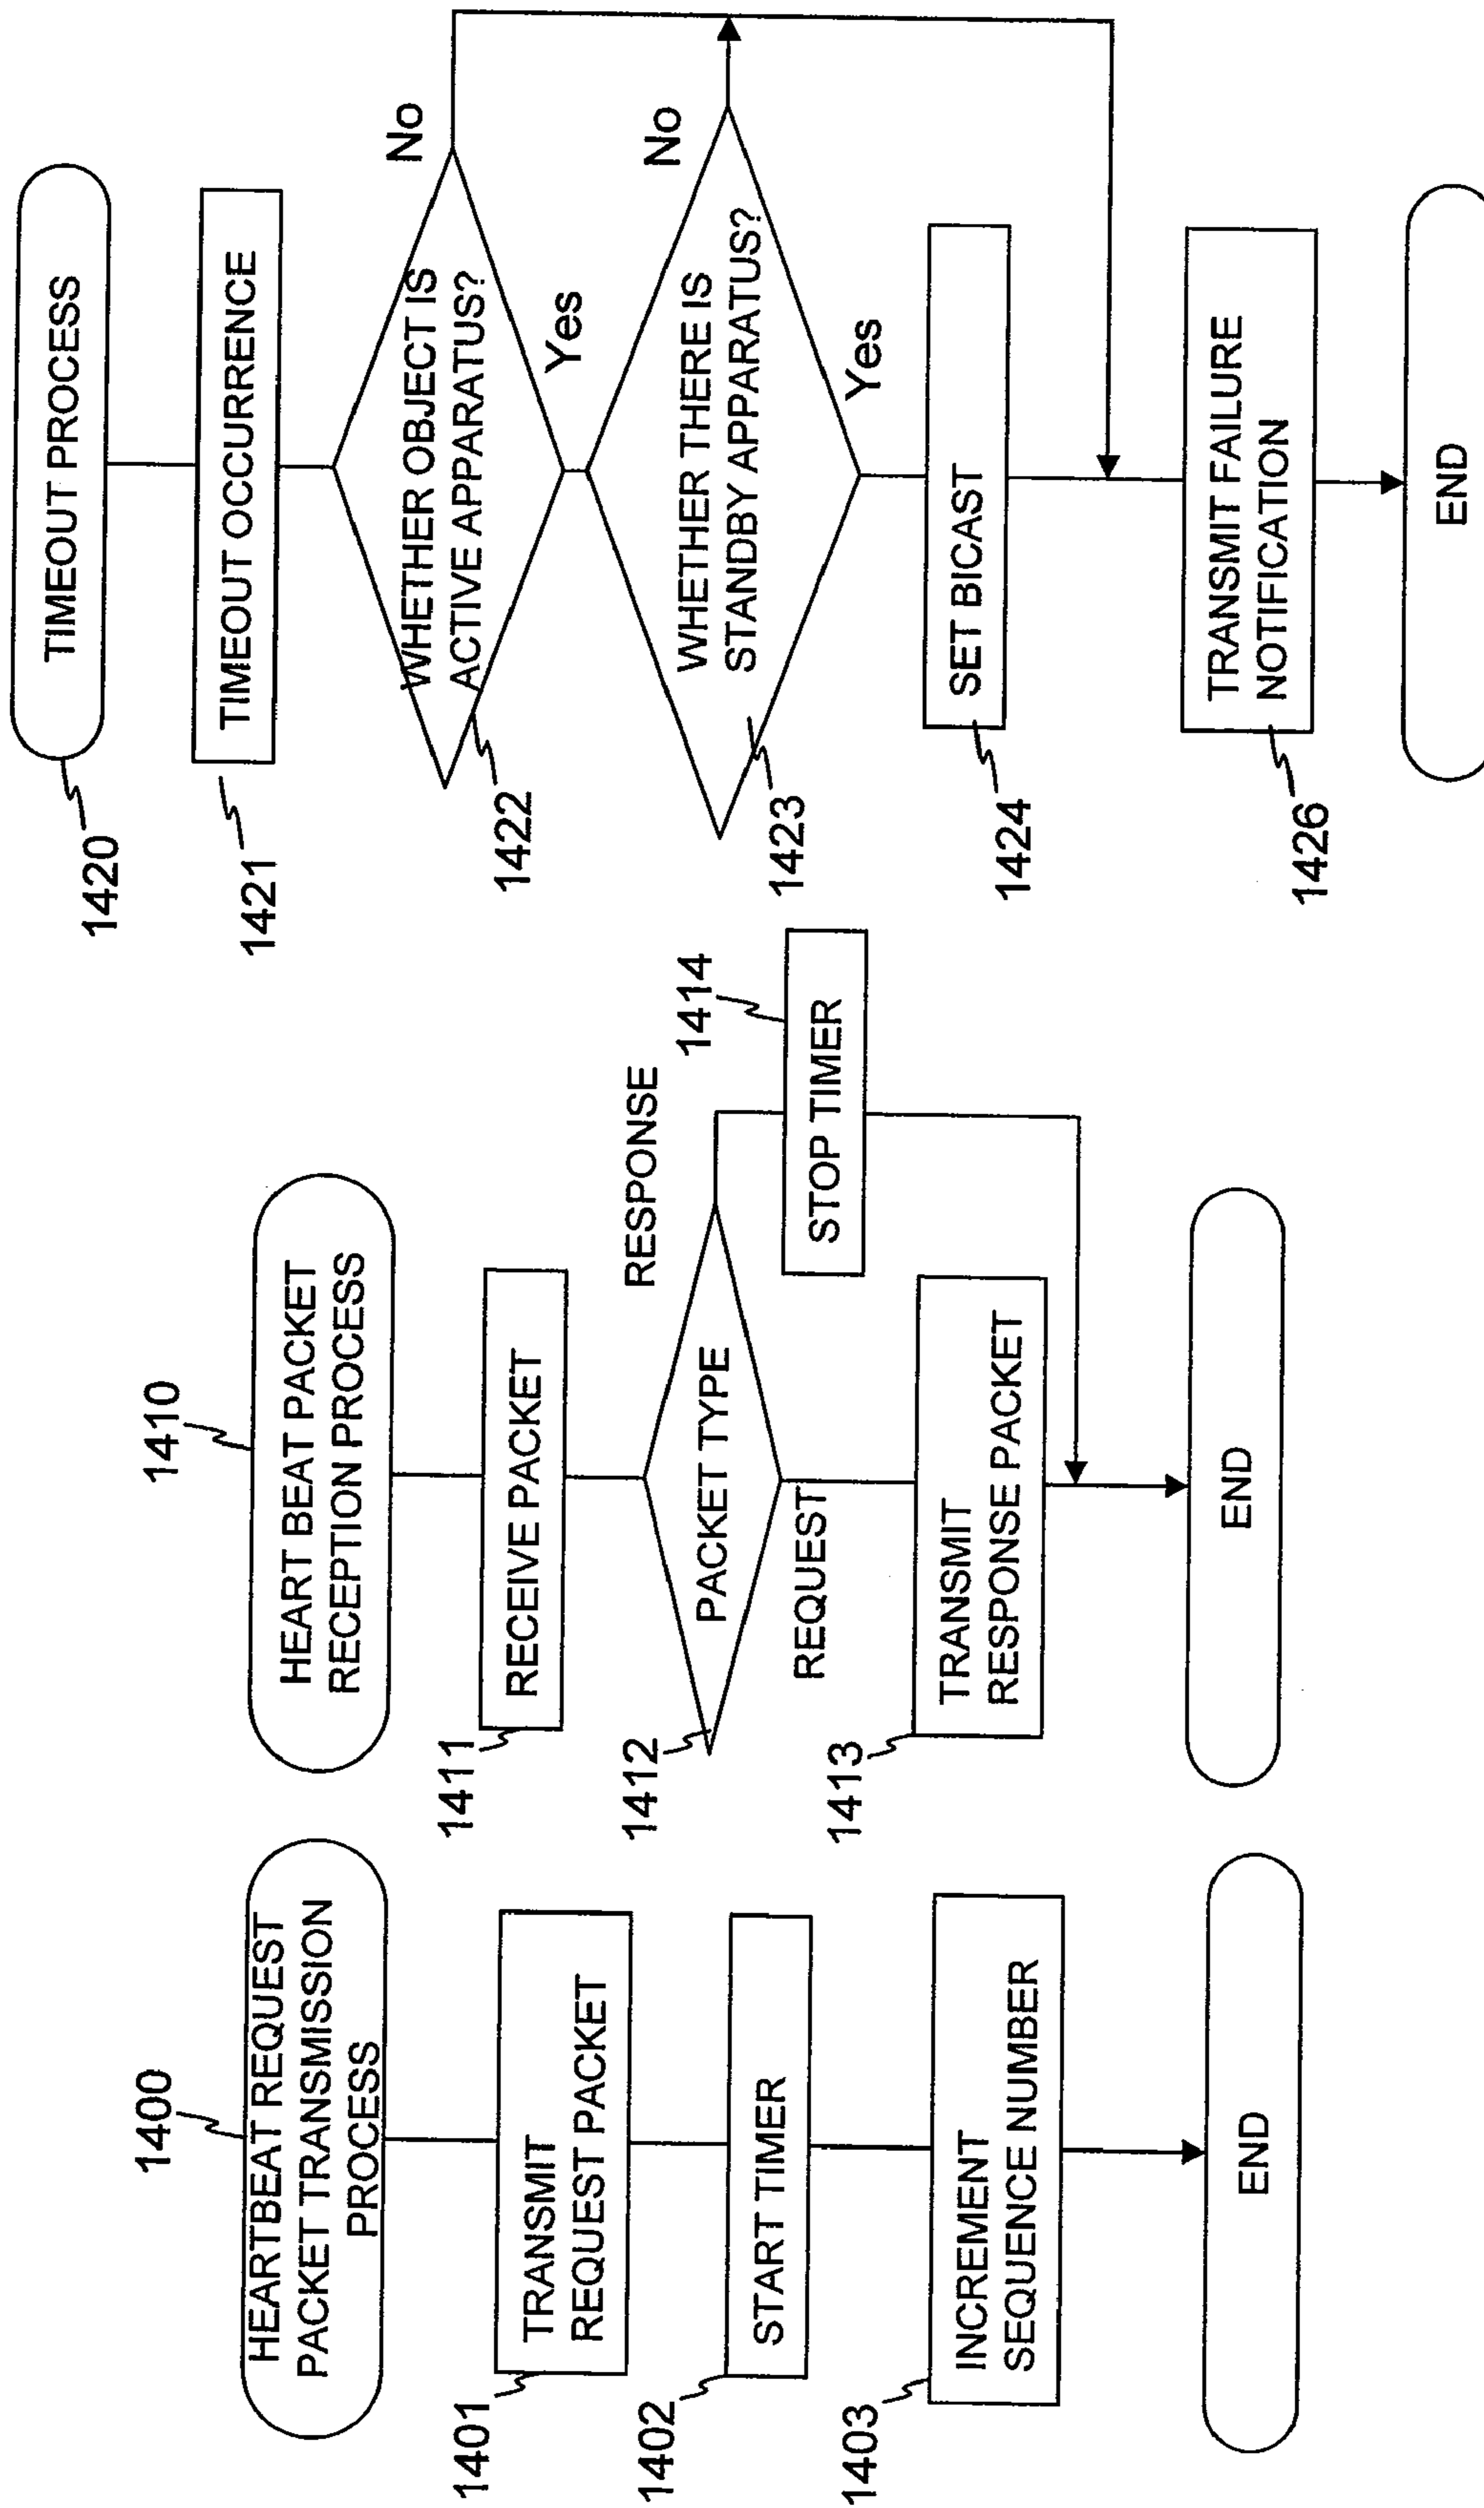 1400
HEARTBEAT REQUEST
PACKET TRANSMISSION
PROCESS
1401
TRANSMIT
REQUEST PACKET
1402
START TIMER
1403
INCREMENT
SEQUENCE NUMBER
END
1410
HEART BEAT PACKET
RECEPTION PROCESS
1411
RECEIVE PACKET
1412
PACKET TYPE
RESPONSE
1414
STOP TIMER
REQUEST
1413
TRANSMIT
RESPONSE PACKET
END
1420
TIMEOUT PROCESS
1421
TIMEOUT OCCURRENCE
1422
WHETHER OBJECT IS
ACTIVE APPARATUS?
No
Yes
1423
WHETHER THERE IS
STANDBY APPARATUS?
No
Yes
1424
SET BICAST
1426
TRANSMIT FAILURE
NOTIFICATION
END